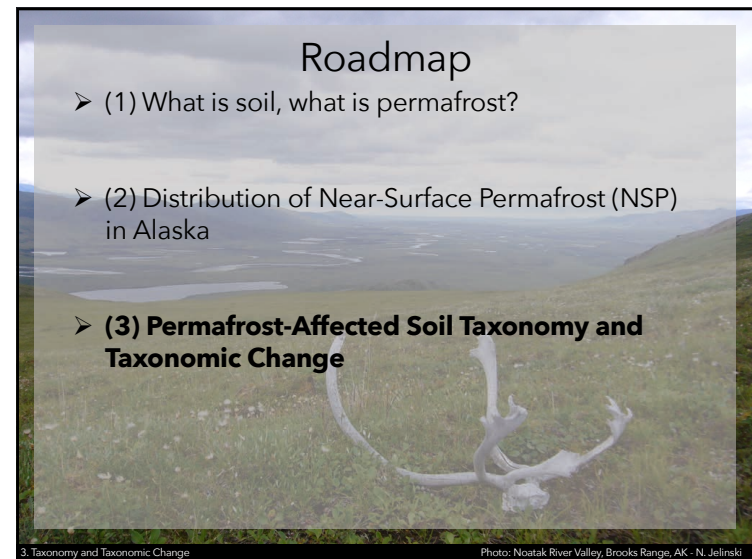 Roadmap
➢ (1) What is soil, what is permafrost?
➢ (2) Distribution of Near-Surface Permafrost (NSP)
in Alaska
➢ (3) Permafrost-Affected Soil Taxonomy and
Taxonomic Change
3. Taxonomy and Taxonomic Change
Photo: Noatak River Valley, Brooks Range, AK - N. Jelinski